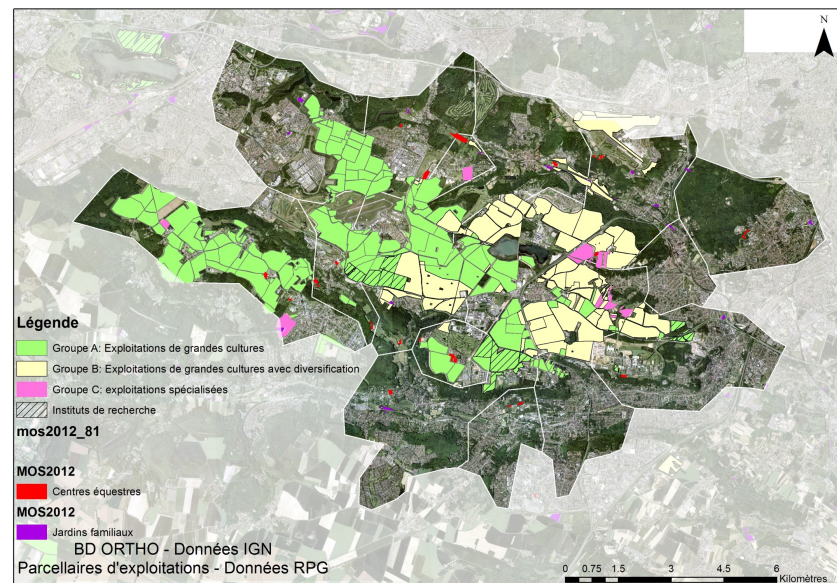 N
Légende
Groupe A: Exploitations de grandes cultures
Groupe B: Exploitations de grandes cultures avec diversification
Groupe C: exploitations spécialisées
Instituts de recherche
mos2012_81
MOS2012
Centres équestres
MOS2012
Jardins familiaux
BD ORTHO - Données IGN
Parcellaires d'exploitations - Données RPG
0 0.75 1.5 3 4.5 6
Kilomètres